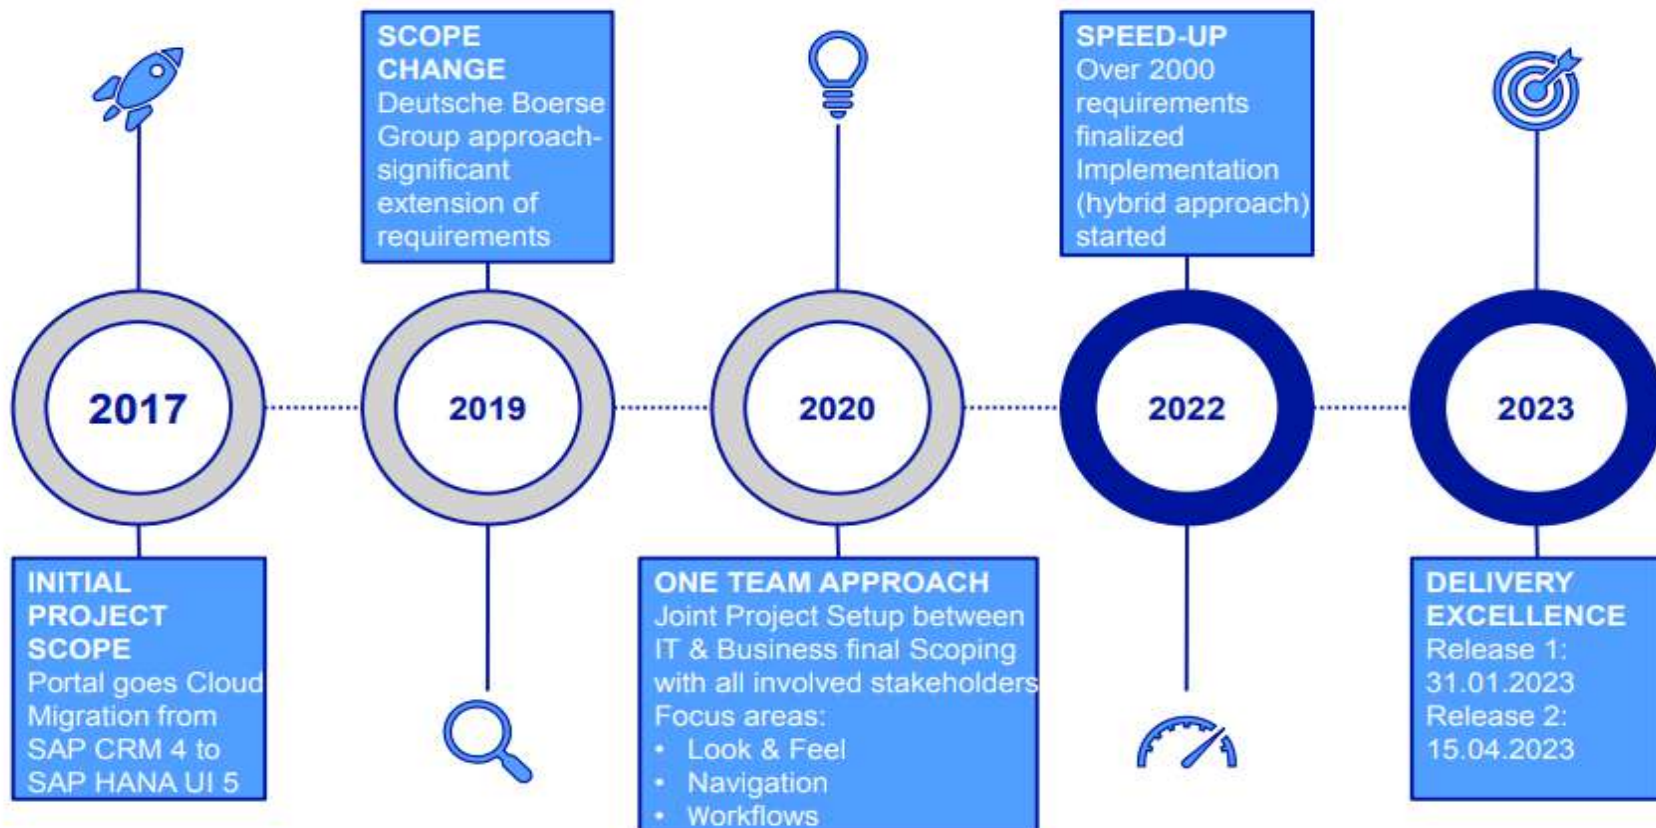 SCOPE
CHANGE
Deutsche Boerse
Group approach-
significant
extension of
requirements
SPEED-UP
Over 2000
requirements
finalized
Implementation
(hybrid approach)
started
2017
2019
2020
2022
2023
INITIAL
PROJECT
SCOPE
Portal goes Cloud
Migration from
SAP CRM 4 to
SAP HANA UI 5
ONE TEAM APPROACH
Joint Project Setup between
IT & Business final Scoping
with all involved stakeholders
Focus areas:
• Look & Feel
• Navigation
• Workflows
DELIVERY
EXCELLENCE
Release 1:
31.01.2023
Release 2:
15.04.2023